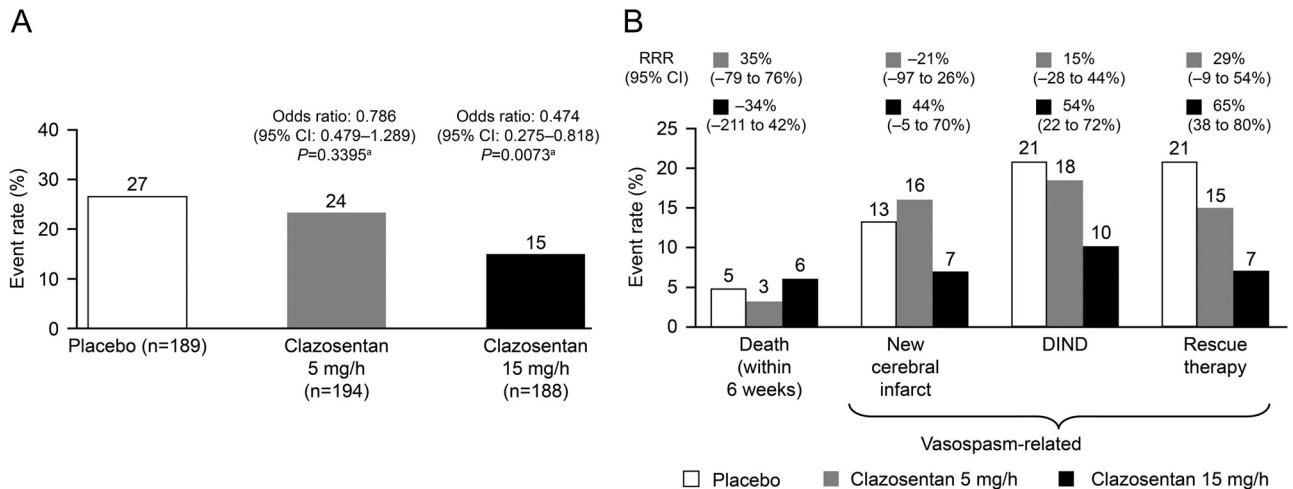 A
Odds ratio: 0.786
(95% CI: 0.479–1.289)
P=0.3395ᵃ
Odds ratio: 0.474
(95% CI: 0.275–0.818)
P=0.0073ᵃ
Event rate (%)
40
30
20
10
0
27
24
15
Placebo (n=189)
Clazosentan
5 mg/h
(n=194)
Clazosentan
15 mg/h
(n=188)
B
RRR
(95% CI)
35%
(–79 to 76%)
–21%
(–97 to 26%)
15%
(–28 to 44%)
29%
(–9 to 54%)
–34%
(–211 to 42%)
44%
(–5 to 70%)
54%
(22 to 72%)
65%
(38 to 80%)
Event rate (%)
25
20
15
10
5
0
5
3
6
13
16
7
21
18
10
21
15
7
Death
(within
6 weeks)
New
cerebral
infarct
DIND
Rescue
therapy
Vasospasm-related
Placebo
Clazosentan 5 mg/h
Clazosentan 15 mg/h